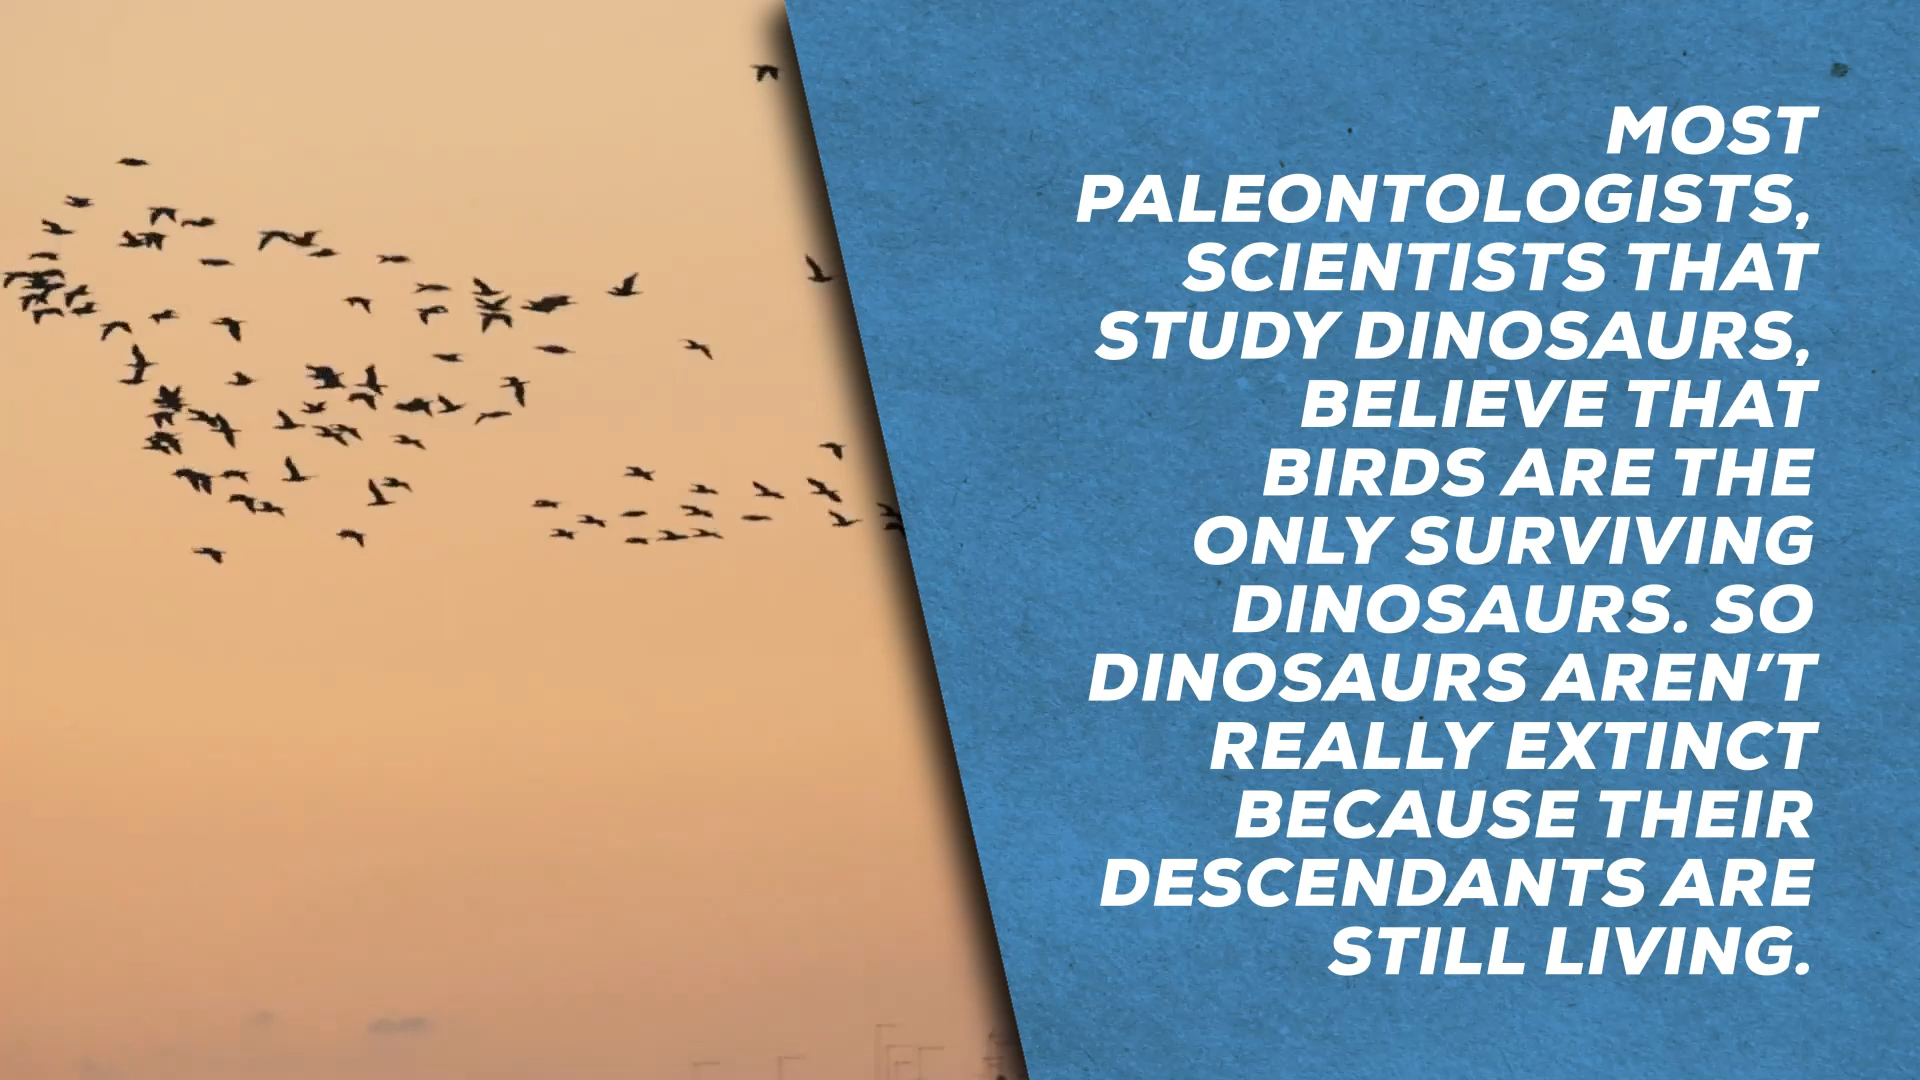 MOST
PALEONTOLOGISTS,
SCIENTISTS THAT
STUDY DINOSAURS,
BELIEVE THAT
BIRDS ARE THE
ONLY SURVIVING
DINOSAURS. SO
DINOSAURS AREN’T
REALLY EXTINCT
BECAUSE THEIR
DESCENDANTS ARE
STILL LIVING.